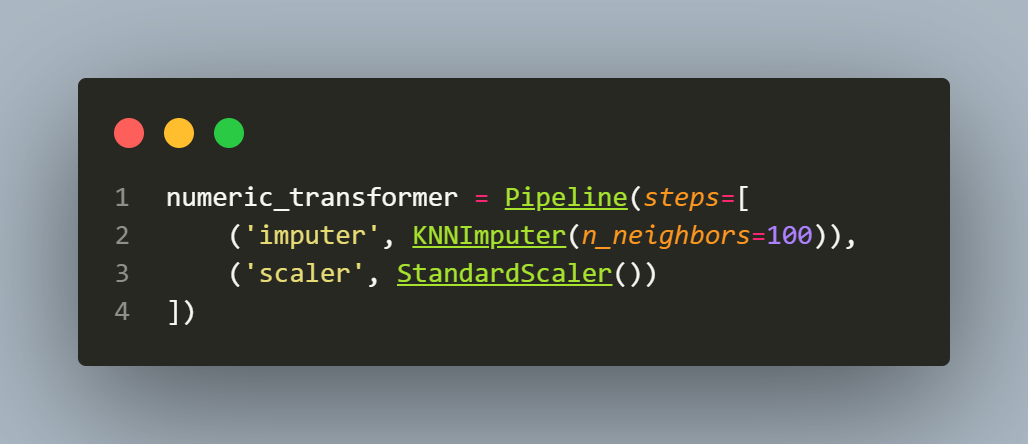 1 numeric_transformer = Pipeline(steps=[
2     ('imputer', KNNImputer(n_neighbors=100)),
3     ('scaler', StandardScaler())
4 ])